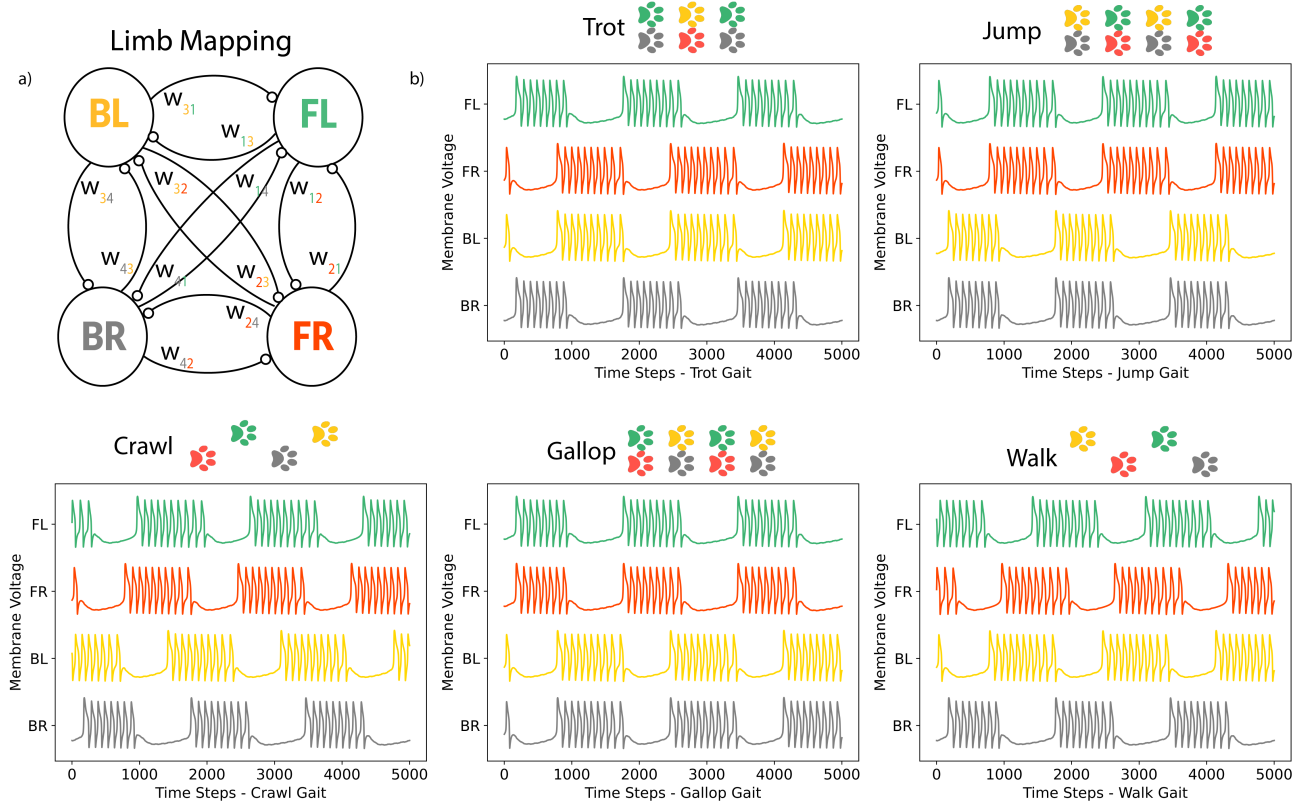 Limb Mapping
a)
BL
FL
BR
FR
W31
W13
W34
W32
W14
W12
W43
W41
W23
W21
W24
W42
b)
Trot
Membrane Voltage
FL
FR
BL
BR
0 1000 2000 3000 4000 5000
Time Steps - Trot Gait
Jump
Membrane Voltage
FL
FR
BL
BR
0 1000 2000 3000 4000 5000
Time Steps - Jump Gait
Crawl
Membrane Voltage
FL
FR
BL
BR
0 1000 2000 3000 4000 5000
Time Steps - Crawl Gait
Gallop
Membrane Voltage
FL
FR
BL
BR
0 1000 2000 3000 4000 5000
Time Steps - Gallop Gait
Walk
Membrane Voltage
FL
FR
BL
BR
0 1000 2000 3000 4000 5000
Time Steps - Walk Gait